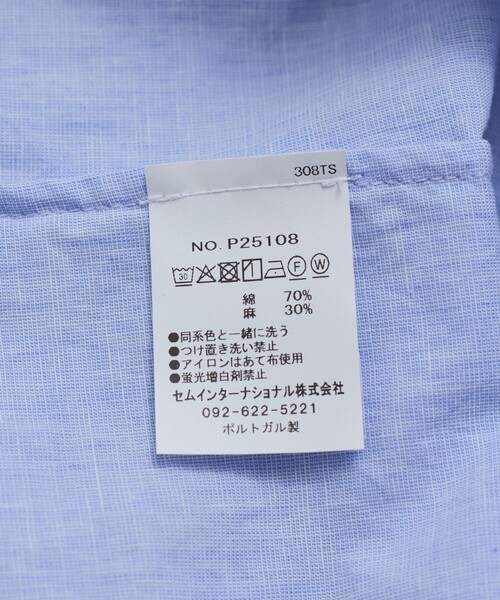 308TS
NO. P25108
30 F W
綿 70%
麻 30%
●同系色と一緒に洗う
●つけ置き洗い禁止
●アイロンはあて布使用
●蛍光増白剤禁止
セムインターナショナル株式会社
092-622-5221
ポルトガル製